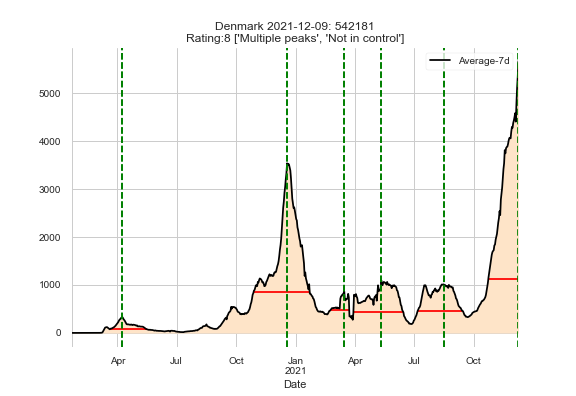 Denmark 2021-12-09: 542181
Rating:8 ['Multiple peaks', 'Not in control']
Average-7d
5000
4000
3000
2000
1000
0
Apr Jul Oct Jan Apr Jul Oct
2021
Date